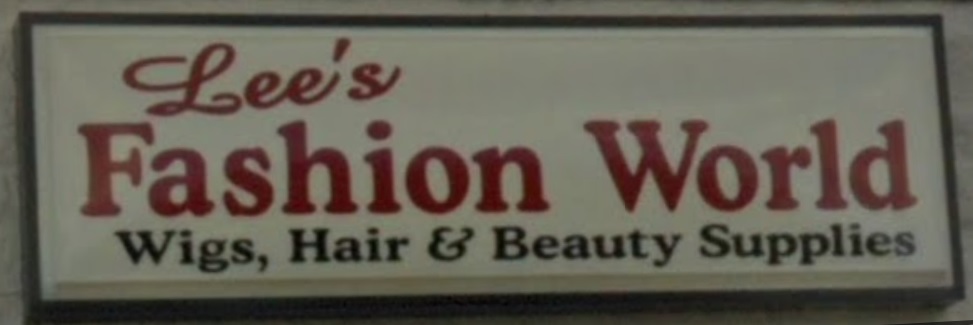 Lee's
Fashion World
Wigs, Hair & Beauty Supplies